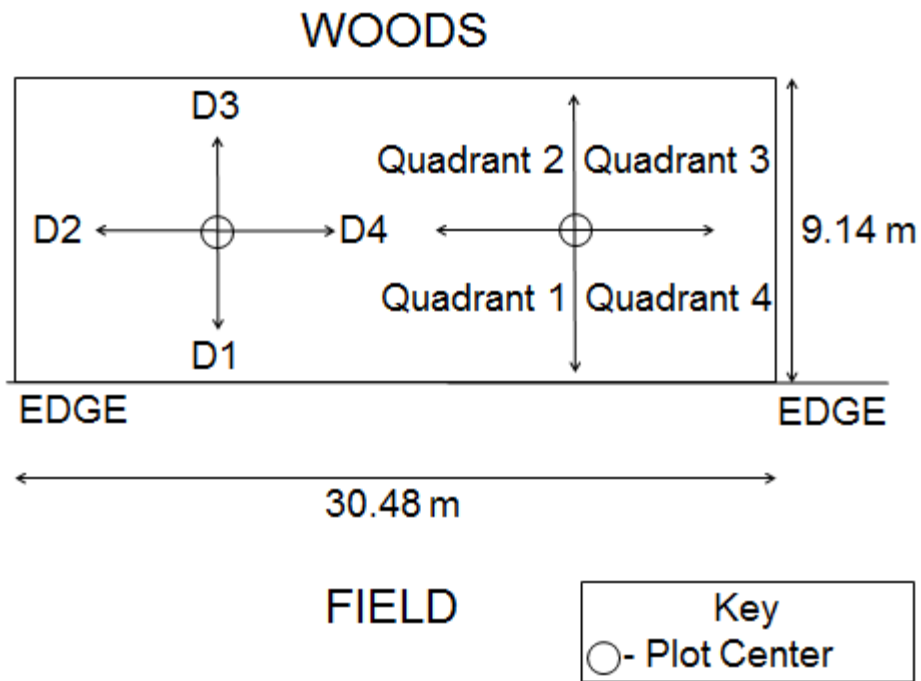 WOODS
D3
Quadrant 2 Quadrant 3
D2 D4 9.14 m
Quadrant 1 Quadrant 4
D1
EDGE EDGE
30.48 m
FIELD
Key
- Plot Center